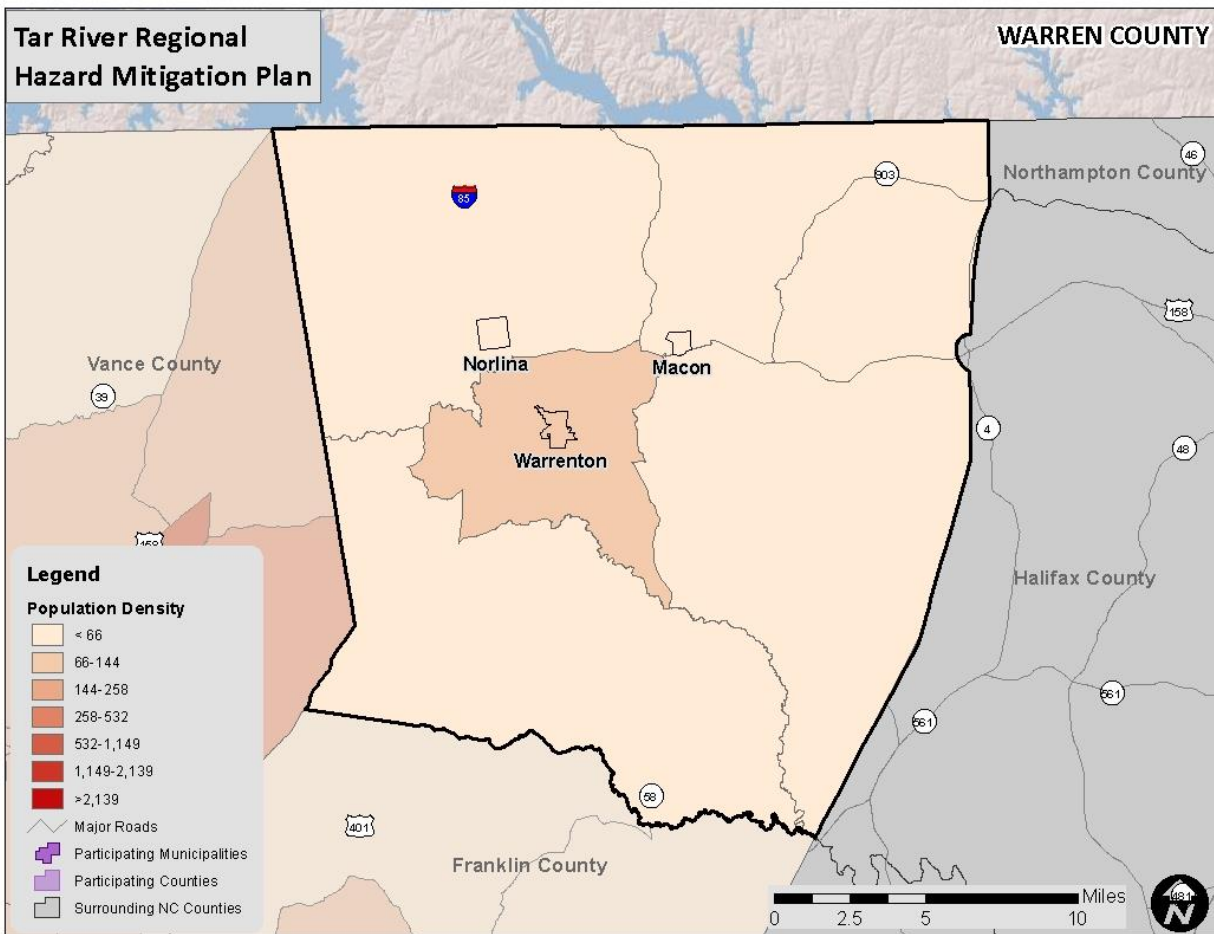 Tar River Regional
Hazard Mitigation Plan
WARREN COUNTY
46
Northampton County
903
85
158
Norlina
Macon
Vance County
39
4
48
Warrenton
158
Halifax County
Legend
Population Density
< 66
66-144
144-258
258-532
532-1,149
1,149-2,139
>2,139
Major Roads
Participating Municipalities
Participating Counties
Surrounding NC Counties
561
561
58
401
Franklin County
Miles
0 2.5 5 10
481
N